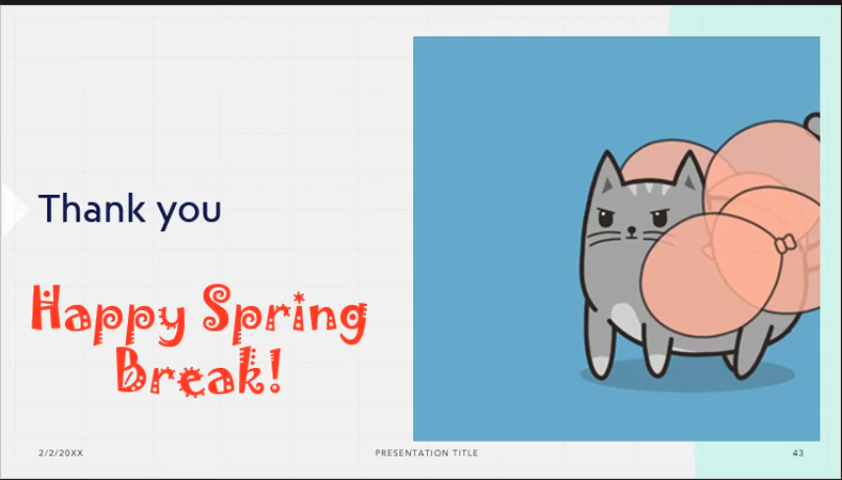 Thank you
Happy Spring
Break!
2/2/20XX
PRESENTATION TITLE
43